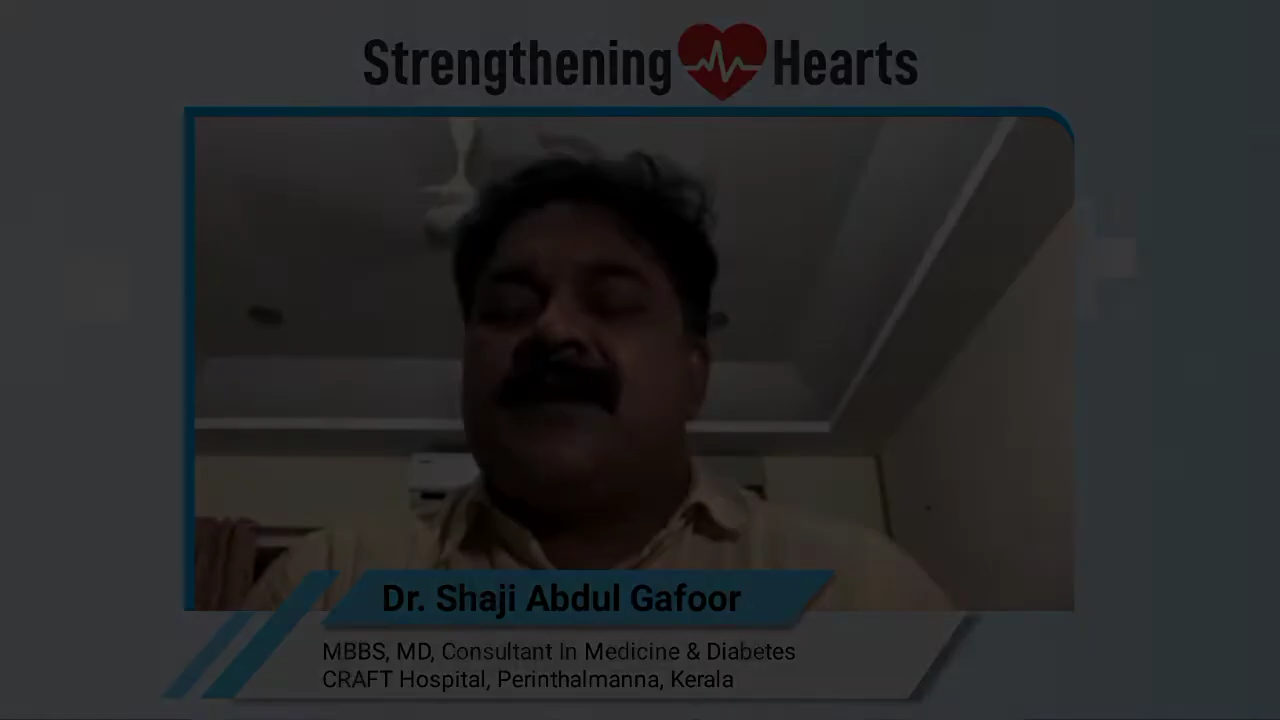 Strengthening Hearts
Dr. Shaji Abdul Gafoor
MBBS, MD, Consultant In Medicine & Diabetes
CRAFT Hospital, Perinthalmanna, Kerala